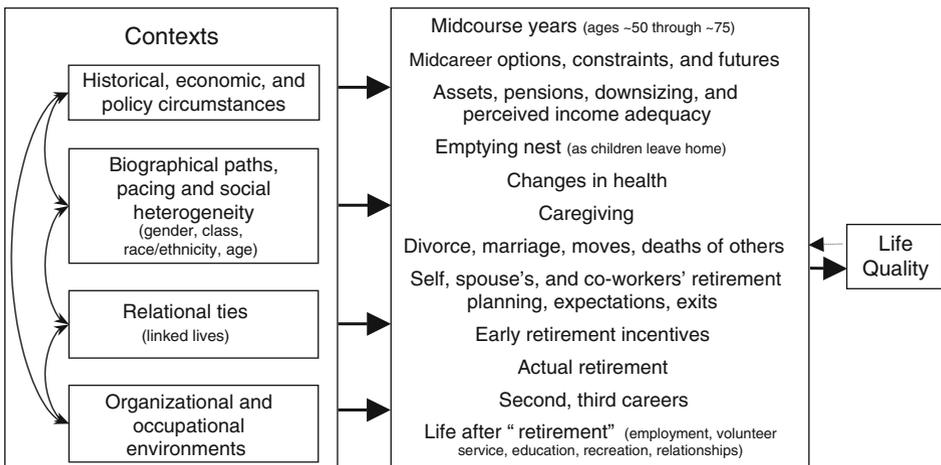 Contexts
Historical, economic, and
policy circumstances
Biographical paths,
pacing and social
heterogeneity
(gender, class,
race/ethnicity, age)
Relational ties
(linked lives)
Organizational and
occupational
environments
Midcourse years (ages ~50 through ~75)
Midcareer options, constraints, and futures
Assets, pensions, downsizing, and
perceived income adequacy
Emptying nest (as children leave home)
Changes in health
Caregiving
Divorce, marriage, moves, deaths of others
Self, spouse's, and co-workers' retirement
planning, expectations, exits
Early retirement incentives
Actual retirement
Second, third careers
Life after “ retirement” (employment, volunteer
service, education, recreation, relationships)
Life
Quality